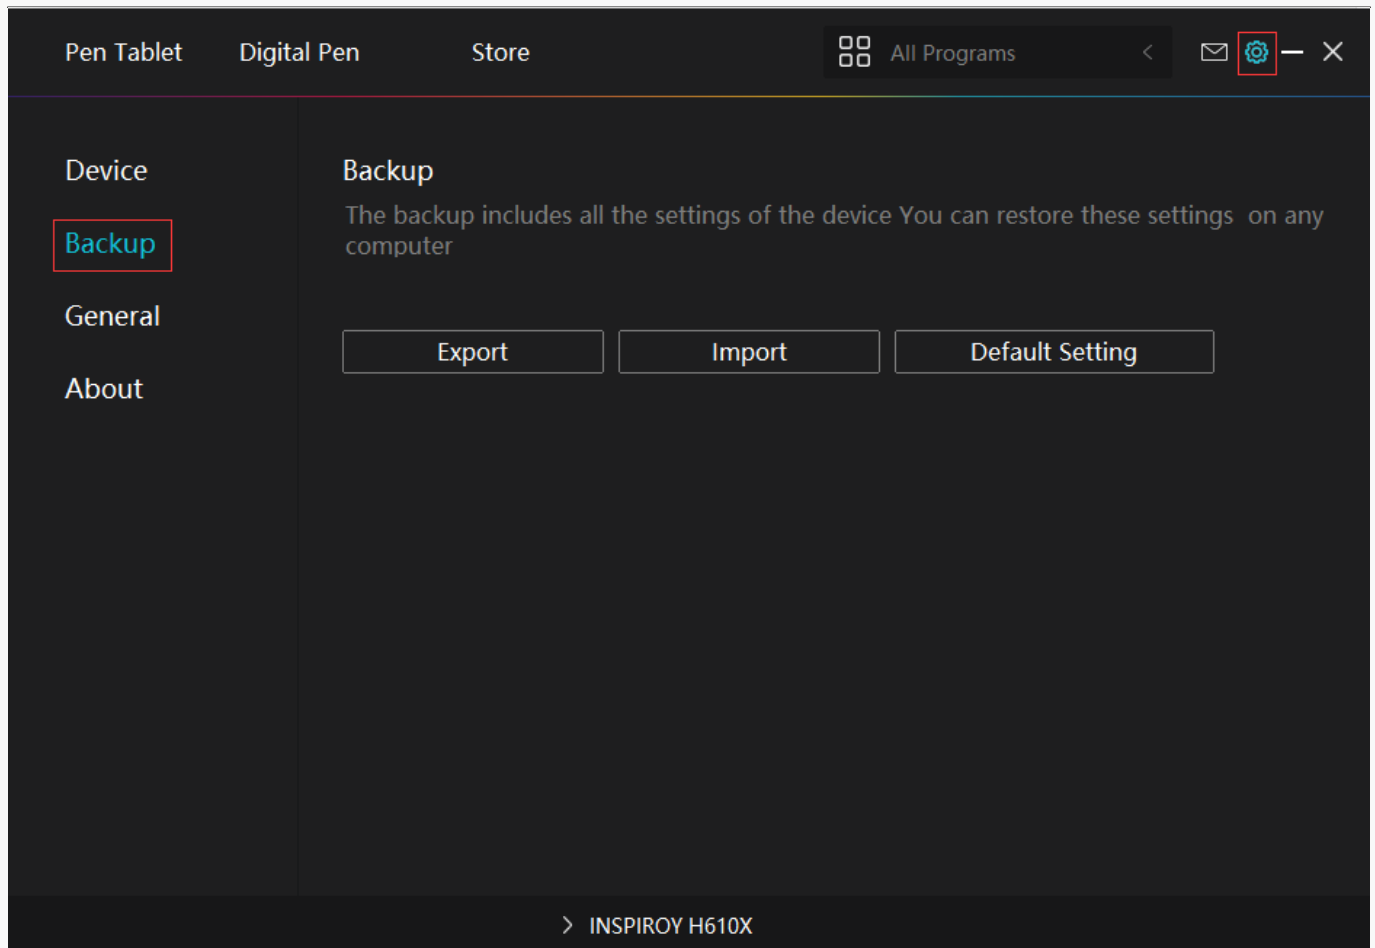 Pen Tablet Digital Pen Store All Programs
Device
Backup
General
About
Backup
The backup includes all the settings of the device You can restore these settings on any
computer
Export Import Default Setting
INSPIROY H610X